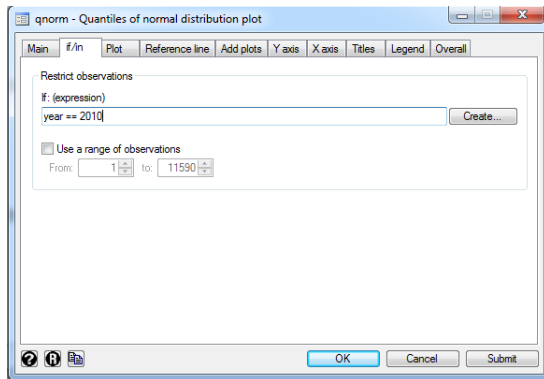 qnorm - Quantiles of normal distribution plot
Main if/in Plot Reference line Add plots Y axis X axis Titles Legend Overall
Restrict observations
If: (expression)
year == 2010
Create...
Use a range of observations
From: 1 to: 11590
OK Cancel Submit